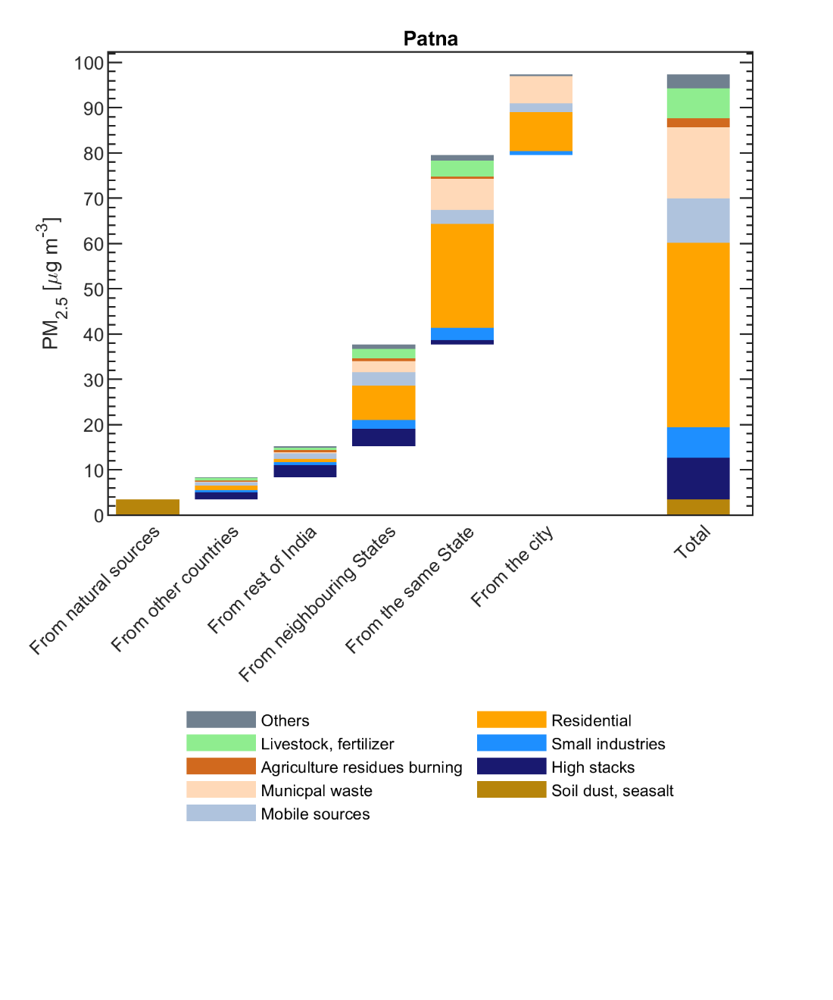 Patna
100
90
80
70
60
50
40
30
20
10
0
PM2.5 [μg m-3]
From natural sources
From other countries
From rest of India
From neighbouring States
From the same State
From the city
Total
Others
Livestock, fertilizer
Agriculture residues burning
Municpal waste
Mobile sources
Residential
Small industries
High stacks
Soil dust, seasalt